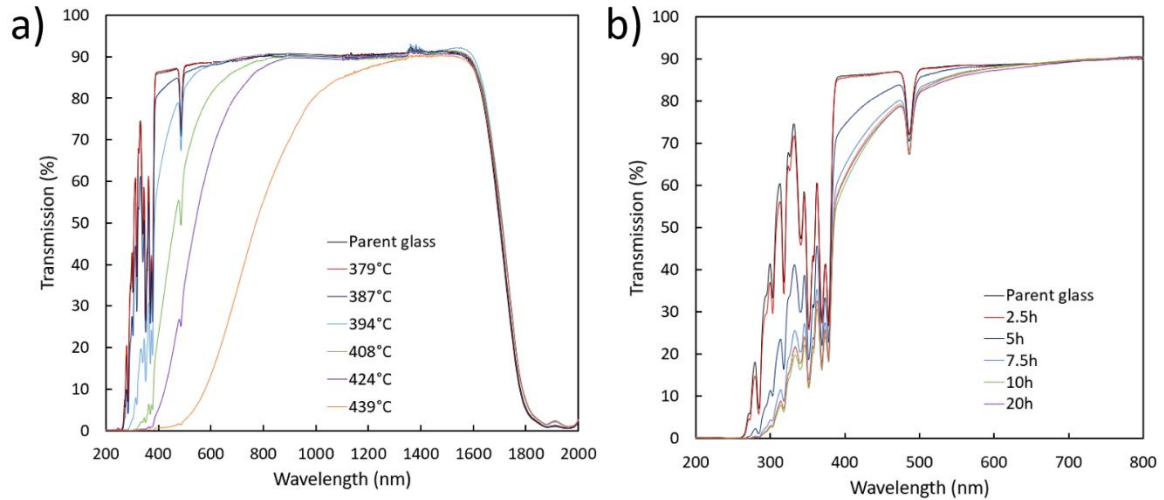 a)
100
90
80
70
60
50
40
30
20
10
0
Transmission (%)
Parent glass
379°C
387°C
394°C
408°C
424°C
439°C
200 400 600 800 1000 1200 1400 1600 1800 2000
Wavelength (nm)
b)
100
90
80
70
60
50
40
30
20
10
0
Transmission (%)
Parent glass
2.5h
5h
7.5h
10h
20h
200 300 400 500 600 700 800
Wavelength (nm)